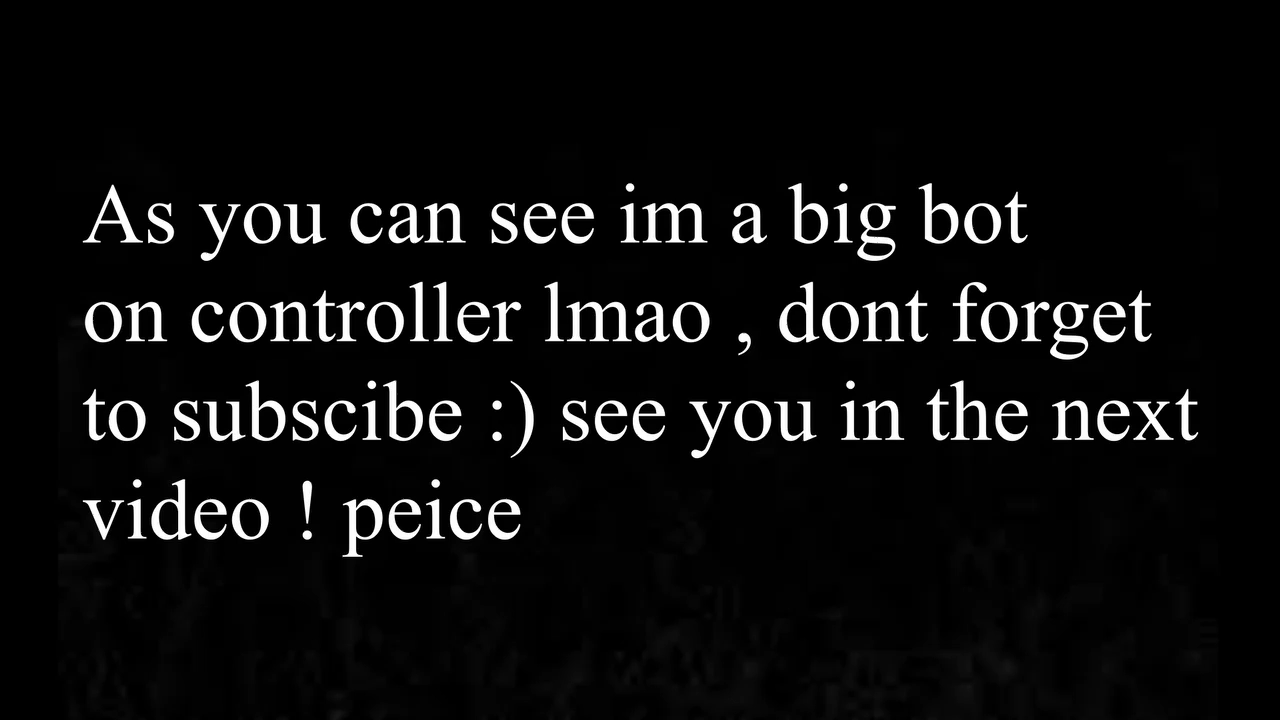 As you can see im a big bot
on controller lmao , dont forget
to subscibe :) see you in the next
video ! peice